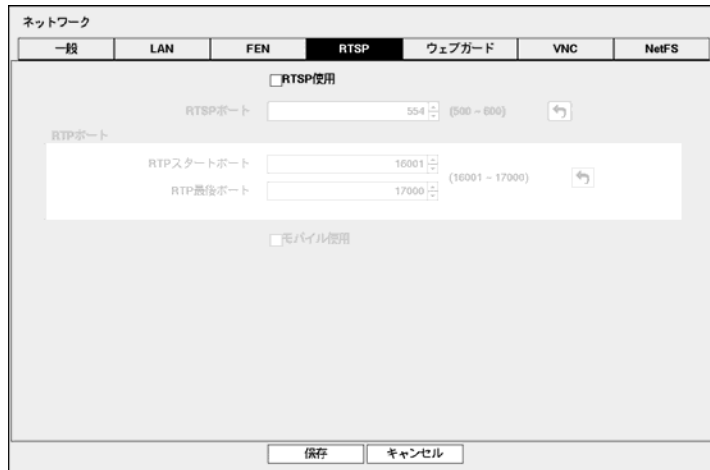 ネットワーク
一般 LAN FEN RTSP ウェブガード VNC NetFS
RTSP使用
RTSPポート 554 (500 ~ 600)
RTPポート
RTPスタートポート 16001
(16001 ~ 17000)
RTP最後ポート 17000
モバイル使用
保存 キャンセル